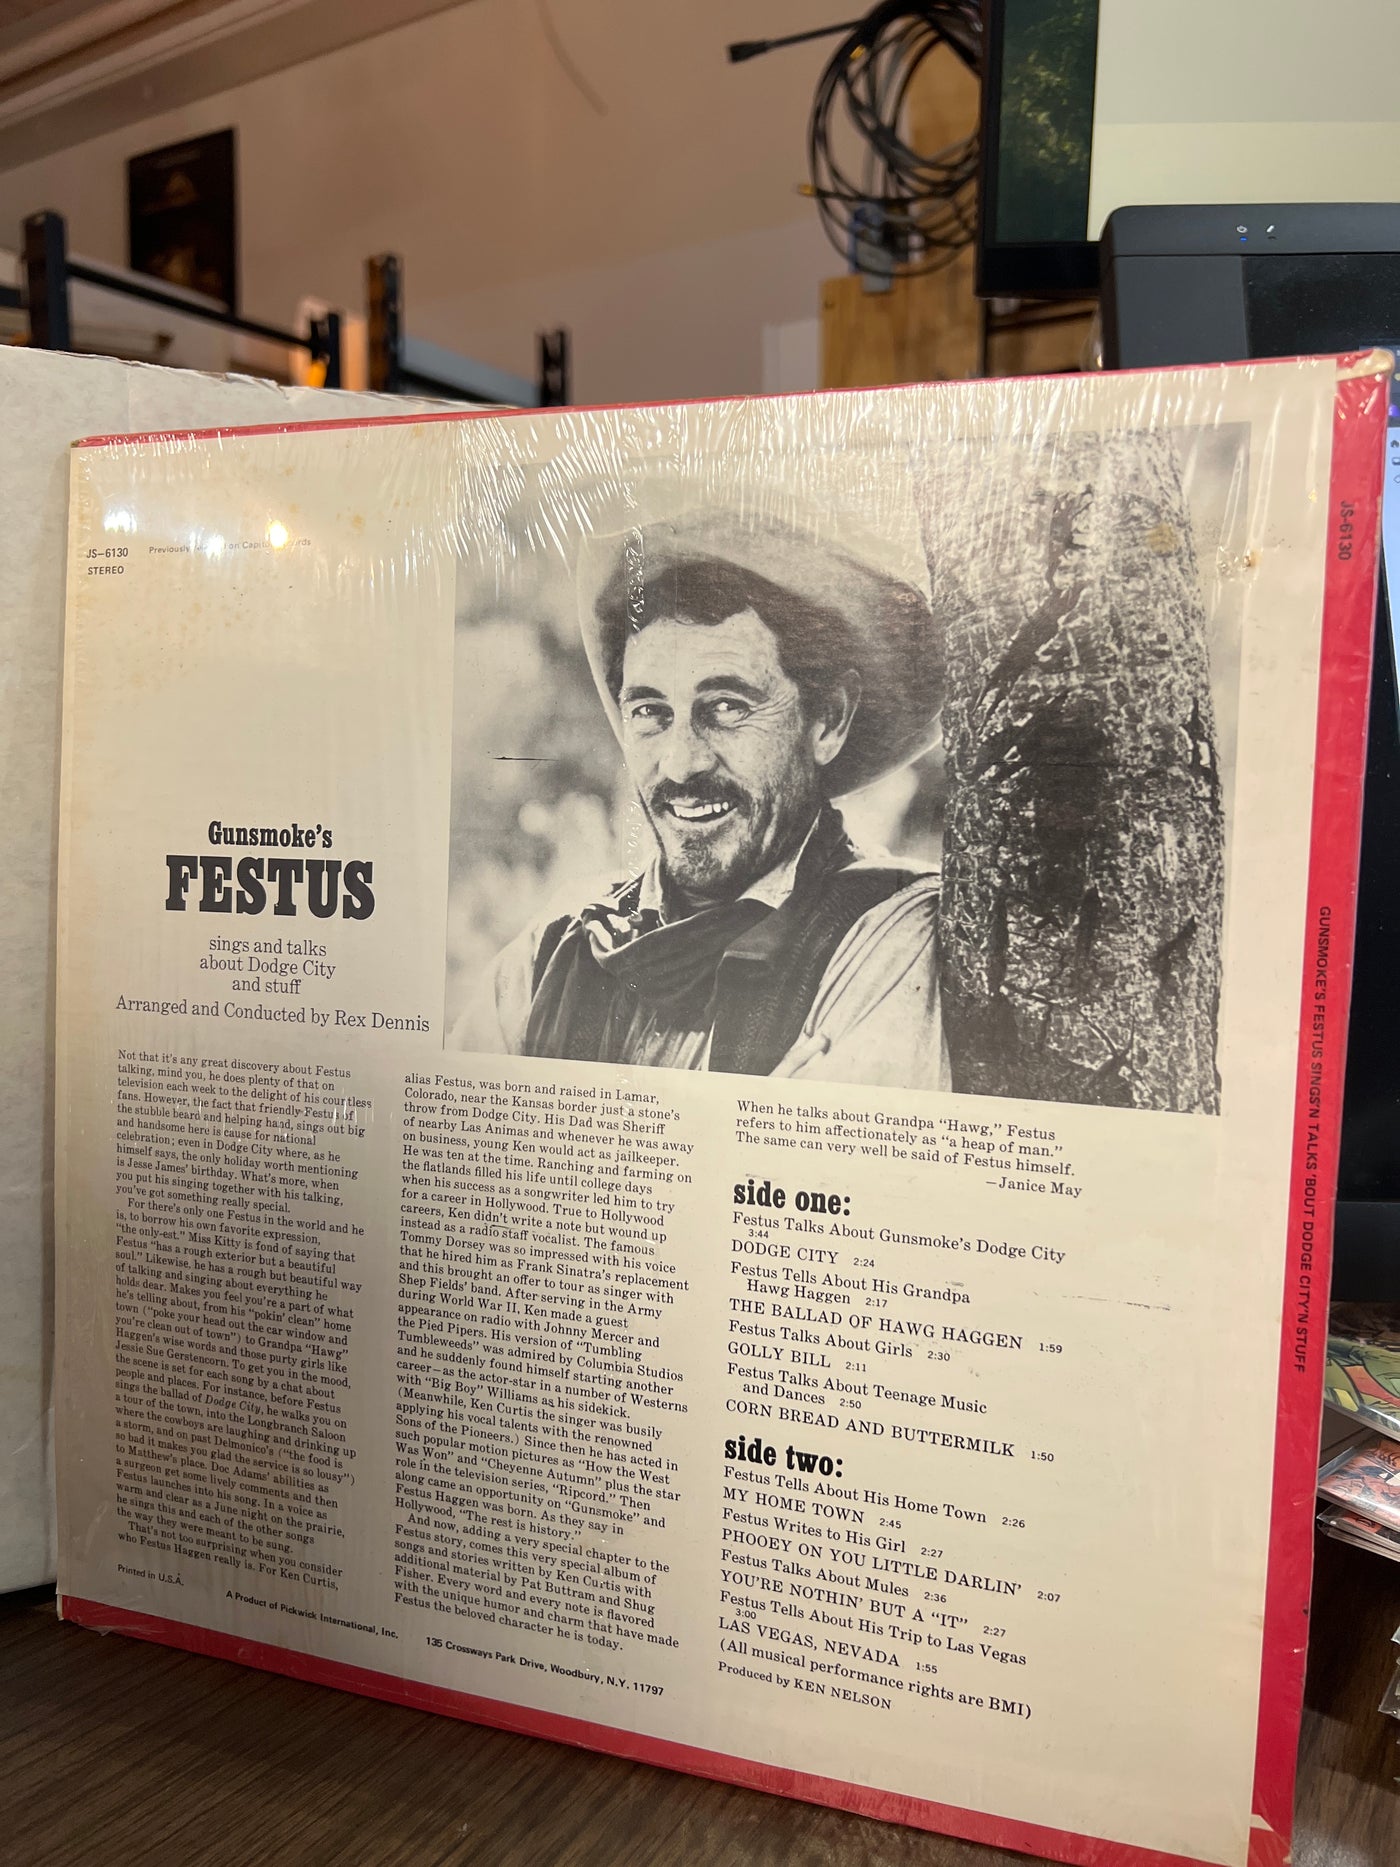 JS-6130
STEREO
Previously on Capitol
Gunsmoke's
FESTUS
sings and talks
about Dodge City
and stuff
Arranged and Conducted by Rex Dennis
Not that it's any great discovery about Festus
talking, mind you, he does plenty of that on
television each week to the delight of his countless
fans. However, the fact that friendly Festus of
the stubble beard and helping hand, sings out big
and handsome here is cause for national
celebration; even in Dodge City where, as he
himself says, the only holiday worth mentioning
is Jesse James' birthday. What's more, when
you put his singing together with his talking,
you've got something really special.
For there's only one Festus in the world and he
is, to borrow his own favorite expression,
"the only-est." Miss Kitty is fond of saying that
Festus "has a rough exterior but a beautiful
soul." Likewise, he has a rough but beautiful way
of talking and singing about everything he
holds dear. Makes you feel you're a part of what
he's telling about, from his "pokin' clean" home
town ("poke your head out the car window and
you're clean out of town") to Grandpa "Hawg"
Haggen's wise words and those purty girls like
Jessie Sue Gerstencorn. To get you in the mood,
the scene is set for each song by a chat about
people and places. For instance, before Festus
sings the ballad of Dodge City, he walks you on
a tour of the town, into the Longbranch Saloon
where the cowboys are laughing and drinking up
a storm, and on past Delmonico's ("the food is
so bad it makes you glad the service is so lousy")
to Matthew's place. Doc Adams' abilities as
a surgeon get some lively comments and then
Festus launches into his song. In a voice as
warm and clear as a June night on the prairie,
he sings this and each of the other songs
the way they were meant to be sung.
That's not too surprising when you consider
who Festus Haggen really is. For Ken Curtis,
alias Festus, was born and raised in Lamar,
Colorado, near the Kansas border just a stone's
throw from Dodge City. His Dad was Sheriff
of nearby Las Animas and whenever he was away
on business, young Ken would act as jailkeeper.
He was ten at the time. Ranching and farming on
the flatlands filled his life until college days
when his success as a songwriter led him to try
for a career in Hollywood. True to Hollywood
careers, Ken didn't write a note but wound up
instead as a radio staff vocalist. The famous
Tommy Dorsey was so impressed with his voice
that he hired him as Frank Sinatra's replacement
and this brought an offer to tour as singer with
Shep Fields' band. After serving in the Army
during World War II, Ken made a guest
appearance on radio with Johnny Mercer and
the Pied Pipers. His version of "Tumbling
Tumbleweeds" was admired by Columbia Studios
and he suddenly found himself starting another
career—as the actor-star in a number of Westerns
with "Big Boy" Williams as his sidekick.
(Meanwhile, Ken Curtis the singer was busily
applying his vocal talents with the renowned
Sons of the Pioneers.) Since then he has acted in
such popular motion pictures as "How the West
Was Won" and "Cheyenne Autumn" plus the star
role in the television series, "Ripcord." Then
along came an opportunity on "Gunsmoke" and
Festus Haggen was born. As they say in
Hollywood, "The rest is history."
And now, adding a very special chapter to the
Festus story, comes this very special album of
songs and stories written by Ken Curtis with
additional material by Pat Buttram and Shug
Fisher. Every word and every note is flavored
with the unique humor and charm that have made
Festus the beloved character he is today.
When he talks about Grandpa "Hawg," Festus
refers to him affectionately as "a heap of man."
The same can very well be said of Festus himself.
—Janice May
side one:
Festus Talks About Gunsmoke's Dodge City
3:44
DODGE CITY 2:24
Festus Tells About His Grandpa
Hawg Haggen 2:17
THE BALLAD OF HAWG HAGGEN 1:59
Festus Talks About Girls 2:30
GOLLY BILL 2:11
Festus Talks About Teenage Music
and Dances 2:50
CORN BREAD AND BUTTERMILK 1:50
side two:
Festus Tells About His Home Town 2:26
MY HOME TOWN 2:45
Festus Writes to His Girl 2:27
PHOOEY ON YOU LITTLE DARLIN' 2:07
Festus Talks About Mules 2:36
YOU'RE NOTHIN' BUT A "IT" 2:27
Festus Tells About His Trip to Las Vegas
3:00
LAS VEGAS, NEVADA 1:55
(All musical performance rights are BMI)
Produced by KEN NELSON
Printed in U.S.A.
A Product of Pickwick International, Inc.
135 Crossways Park Drive, Woodbury, N.Y. 11797
JS-6130
GUNSMOKE'S FESTUS SINGS'N TALKS 'BOUT DODGE CITY'N STUFF